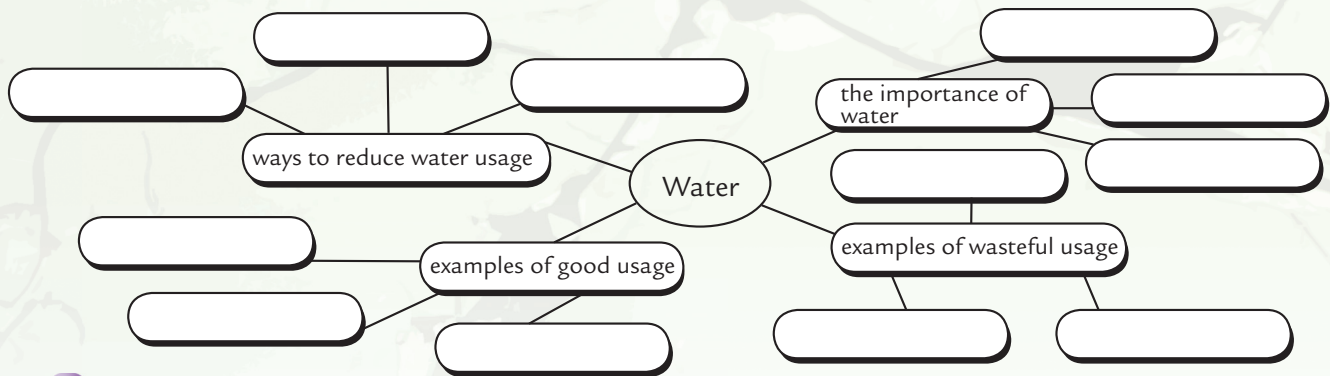 the importance of
water
ways to reduce water usage
Water
examples of wasteful usage
examples of good usage